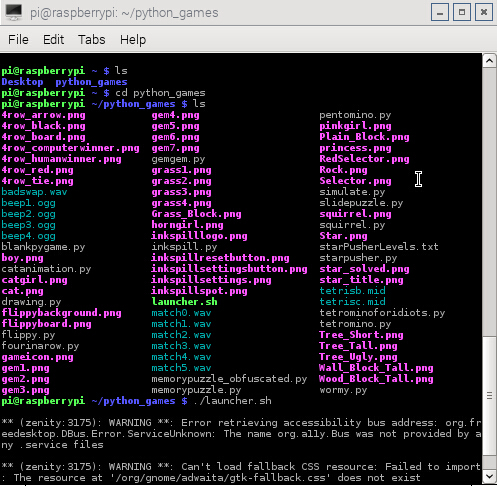 pi@raspberrypi: ~/python_games
File Edit Tabs Help
pi@raspberrypi ~ $ ls
Desktop python_games
pi@raspberrypi ~ $ cd python_games
pi@raspberrypi ~/python_games $ ls
4row_arrow.png gem4.png pentomino.py
4row_black.png gem5.png pinkgirl.png
4row_board.png gem6.png Plain_Block.png
4row_computerwinner.png gem7.png princess.png
4row_humanwinner.png gemgem.py RedSelector.png
4row_red.png grass1.png Rock.png
4row_tie.png grass2.png Selector.png
badswap.wav grass3.png simulate.py
beep1.ogg grass4.png slidepuzzle.py
beep2.ogg Grass_Block.png squirrel.png
beep3.ogg horngirl.png squirrel.py
beep4.ogg inkspilllogo.png Star.png
blankpygame.py inkspill.py starPusherLevels.txt
boy.png inkspillresetbutton.png starpusher.py
catanimation.py inkspillsettingsbutton.png star_solved.png
catgirl.png inkspillsettings.png star_title.png
cat.png inkspillspot.png tetrisb.mid
drawing.py launcher.sh tetrisc.mid
flippybackground.png match0.wav tetrominoforidiots.py
flippyboard.png match1.wav tetromino.py
flippy.py match2.wav Tree_Short.png
fourinarow.py match3.wav Tree_Tall.png
gameicon.png match4.wav Tree_Ugly.png
gem1.png match5.wav Wall_Block_Tall.png
gem2.png memorypuzzle_obfuscated.py Wood_Block_Tall.png
gem3.png memorypuzzle.py wormy.py
pi@raspberrypi ~/python_games $ ./launcher.sh
** (zenity:3175): WARNING **: Error retrieving accessibility bus address: org.fr
eedesktop.DBus.Error.ServiceUnknown: The name org.a11y.Bus was not provided by a
ny .service files
** (zenity:3175): WARNING **: Can't load fallback CSS resource: Failed to import
: The resource at '/org/gnome/adwaita/gtk-fallback.css' does not exist